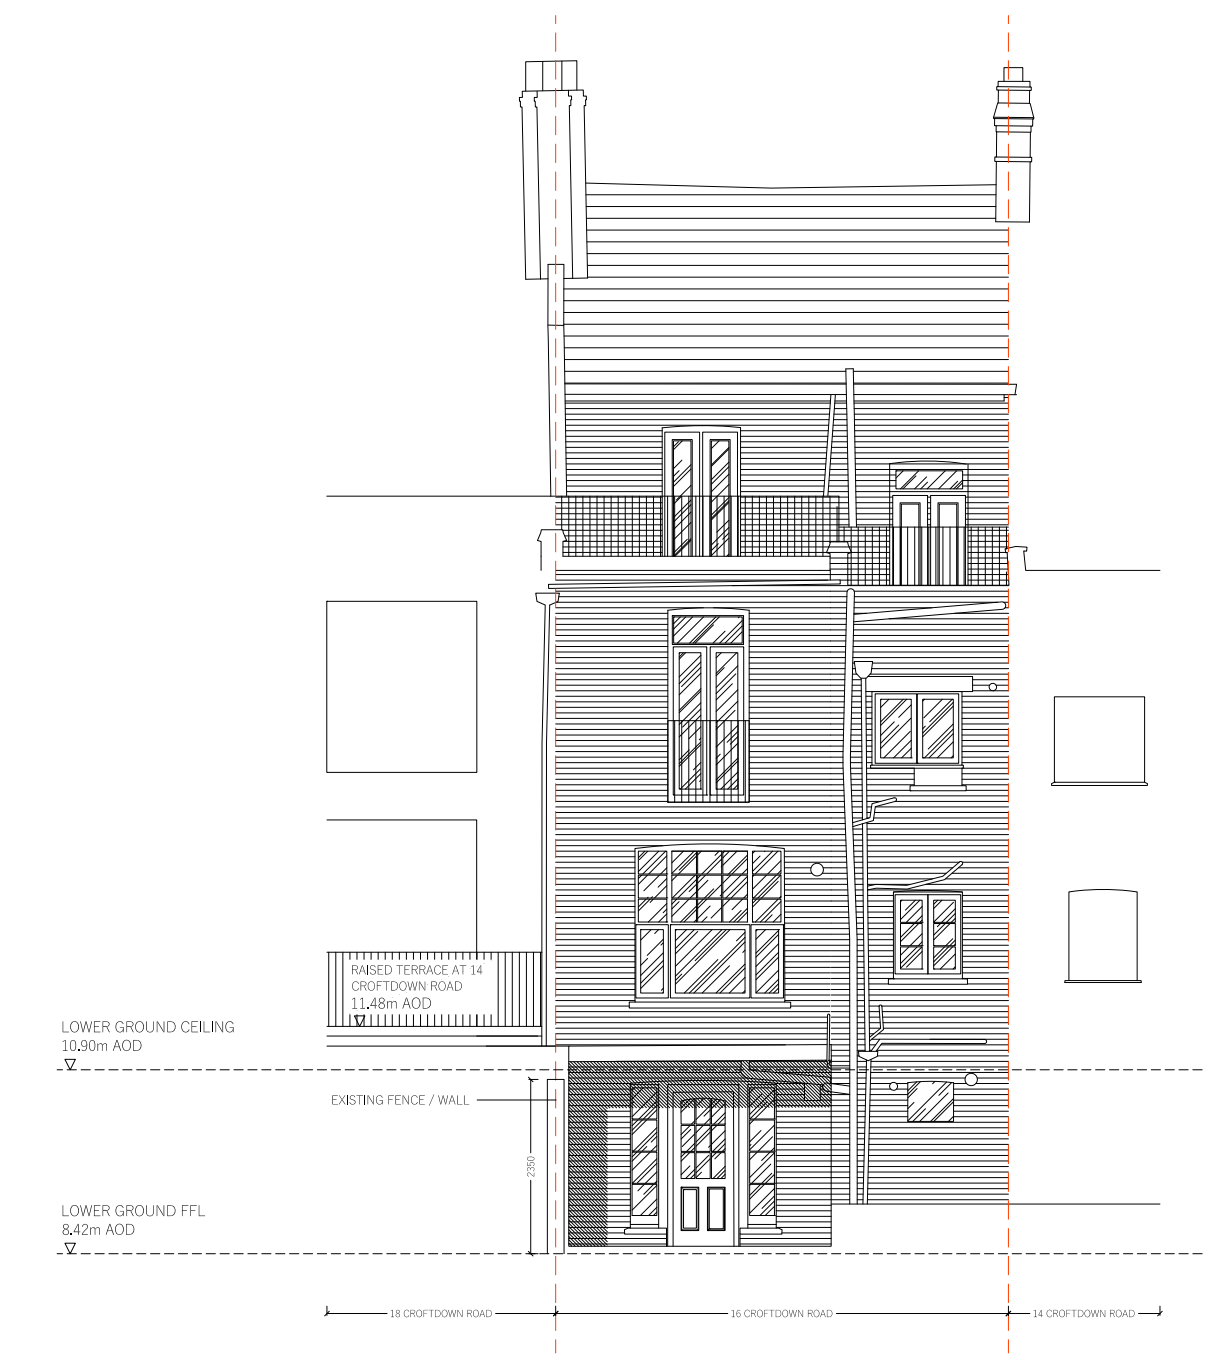 RAISED TERRACE AT 14
CROFTDOWN ROAD
11.48m AOD
LOWER GROUND CEILING
10.90m AOD
EXISTING FENCE / WALL
2350
LOWER GROUND FFL
8.42m AOD
18 CROFTDOWN ROAD
16 CROFTDOWN ROAD
14 CROFTDOWN ROAD